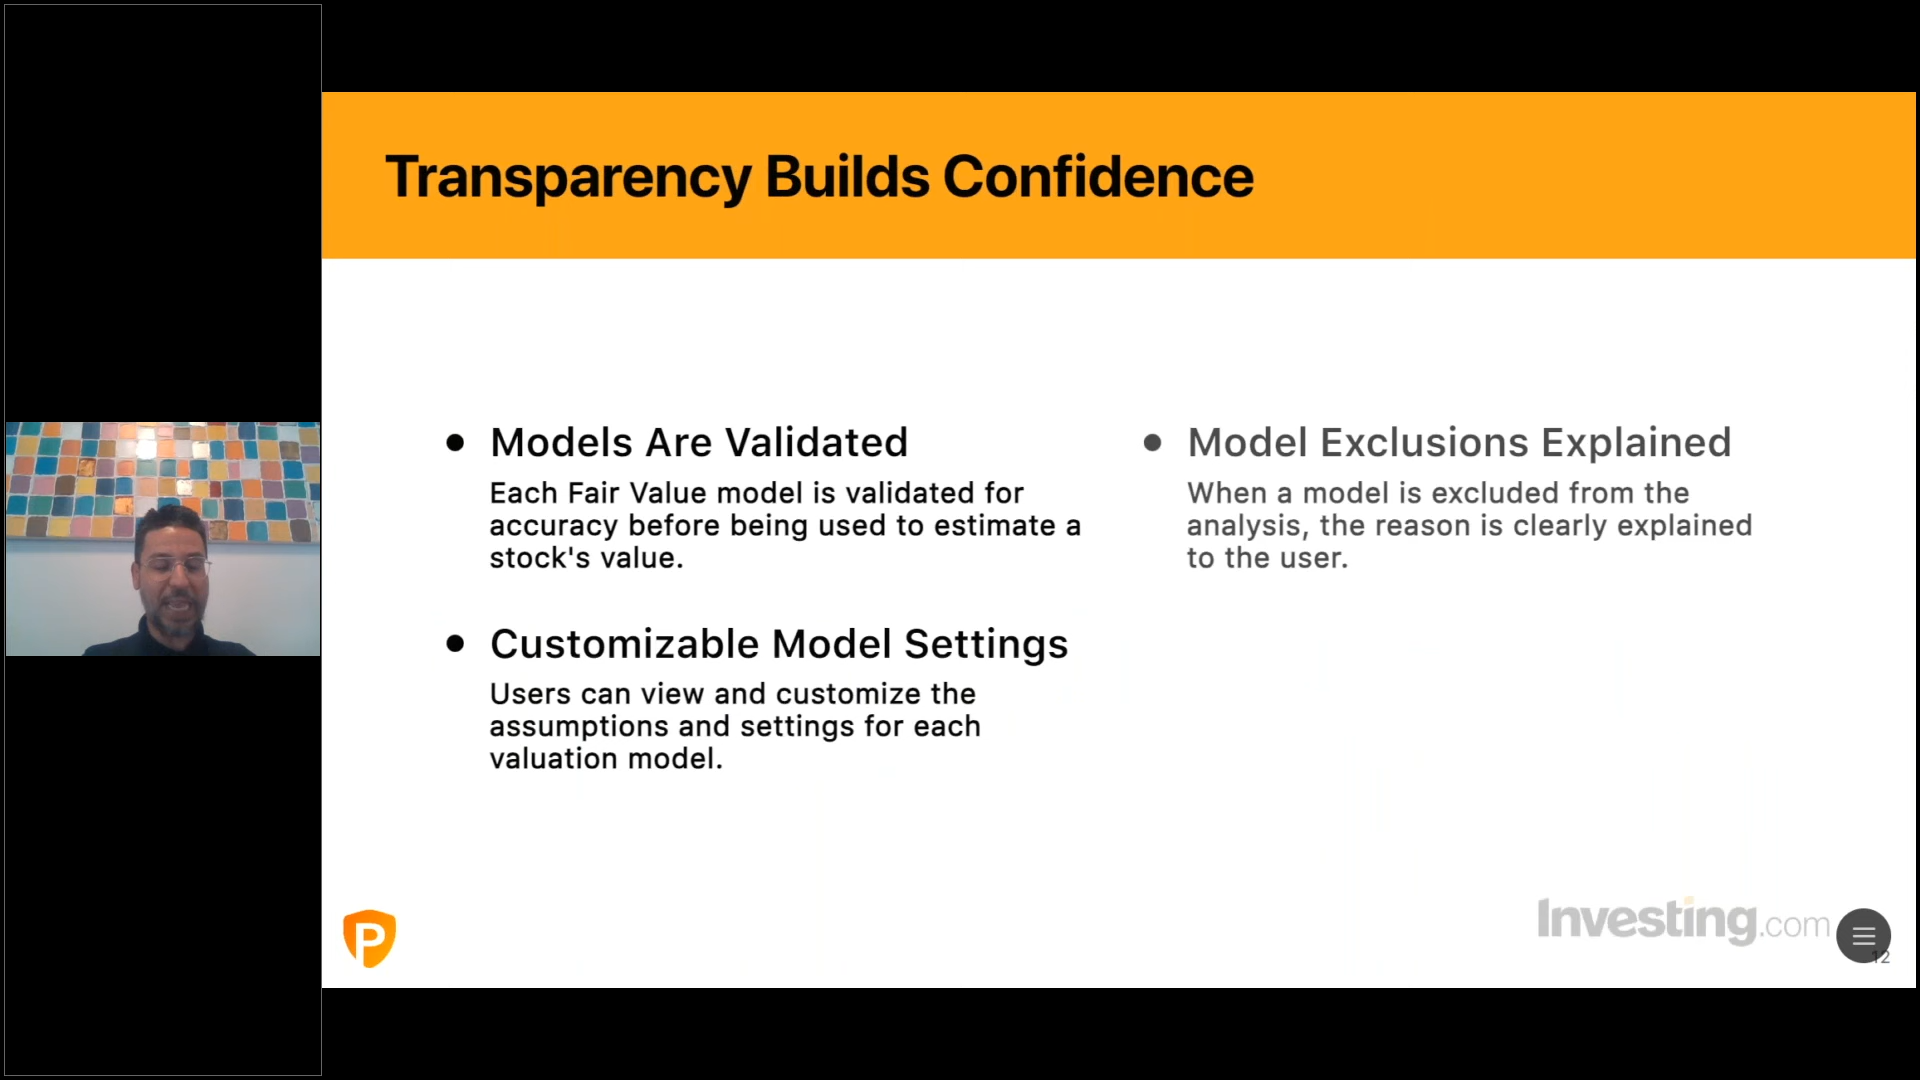 Transparency Builds Confidence
Models Are Validated
Each Fair Value model is validated for
accuracy before being used to estimate a
stock's value.
Customizable Model Settings
Users can view and customize the
assumptions and settings for each
valuation model.
Model Exclusions Explained
When a model is excluded from the
analysis, the reason is clearly explained
to the user.
P
Investing.com
12